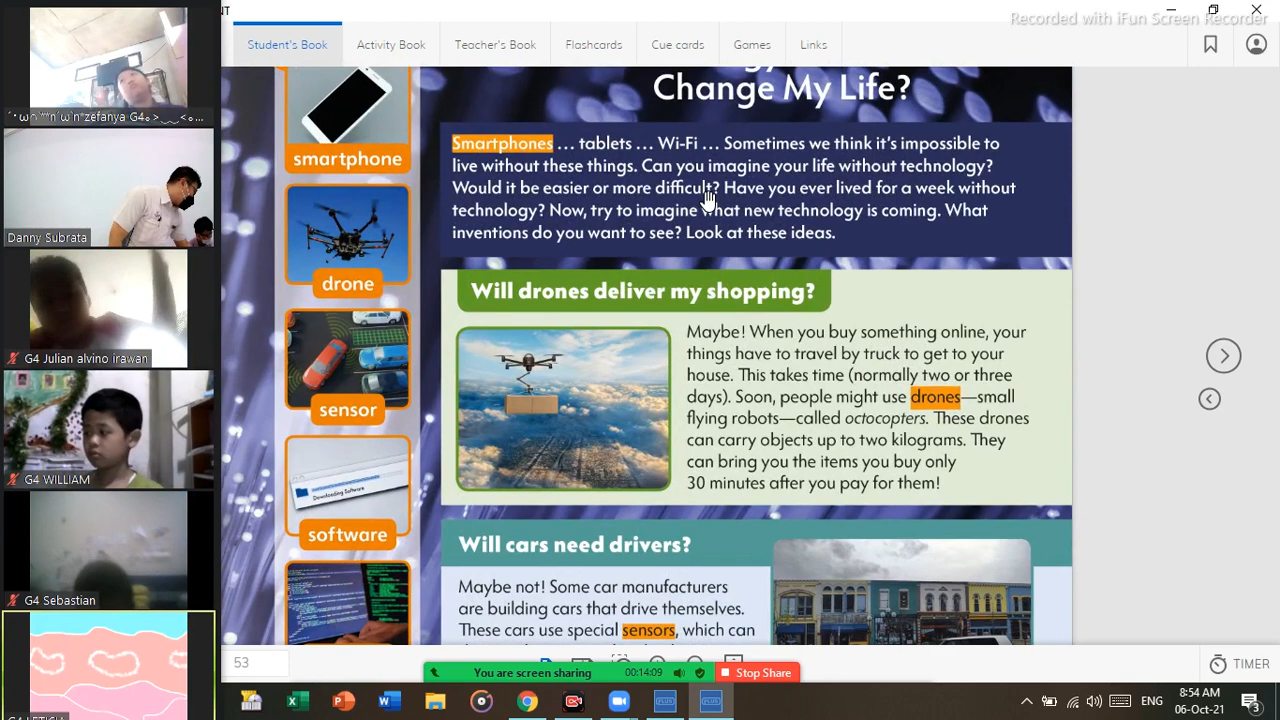 NT
Recorded with iFun Screen Recorder
Student's Book
Activity Book
Teacher's Book
Flashcards
Cue cards
Games
Links
zefanya G4
Danny Subrata
G4 Julian alvino irawan
G4 WILLIAM
G4 Sebastian
smartphone
drone
sensor
Downloading Software
software
Change My Life?
Smartphones … tablets … Wi-Fi … Sometimes we think it's impossible to
live without these things. Can you imagine your life without technology?
Would it be easier or more difficult? Have you ever lived for a week without
technology? Now, try to imagine what new technology is coming. What
inventions do you want to see? Look at these ideas.
Will drones deliver my shopping?
Maybe! When you buy something online, your
things have to travel by truck to get to your
house. This takes time (normally two or three
days). Soon, people might use drones—small
flying robots—called octocopters. These drones
can carry objects up to two kilograms. They
can bring you the items you buy only
30 minutes after you pay for them!
Will cars need drivers?
Maybe not! Some car manufacturers
are building cars that drive themselves.
These cars use special sensors, which can
53
You are screen sharing
00:14:09
Stop Share
TIMER
ENG
8:54 AM
06-Oct-21
3